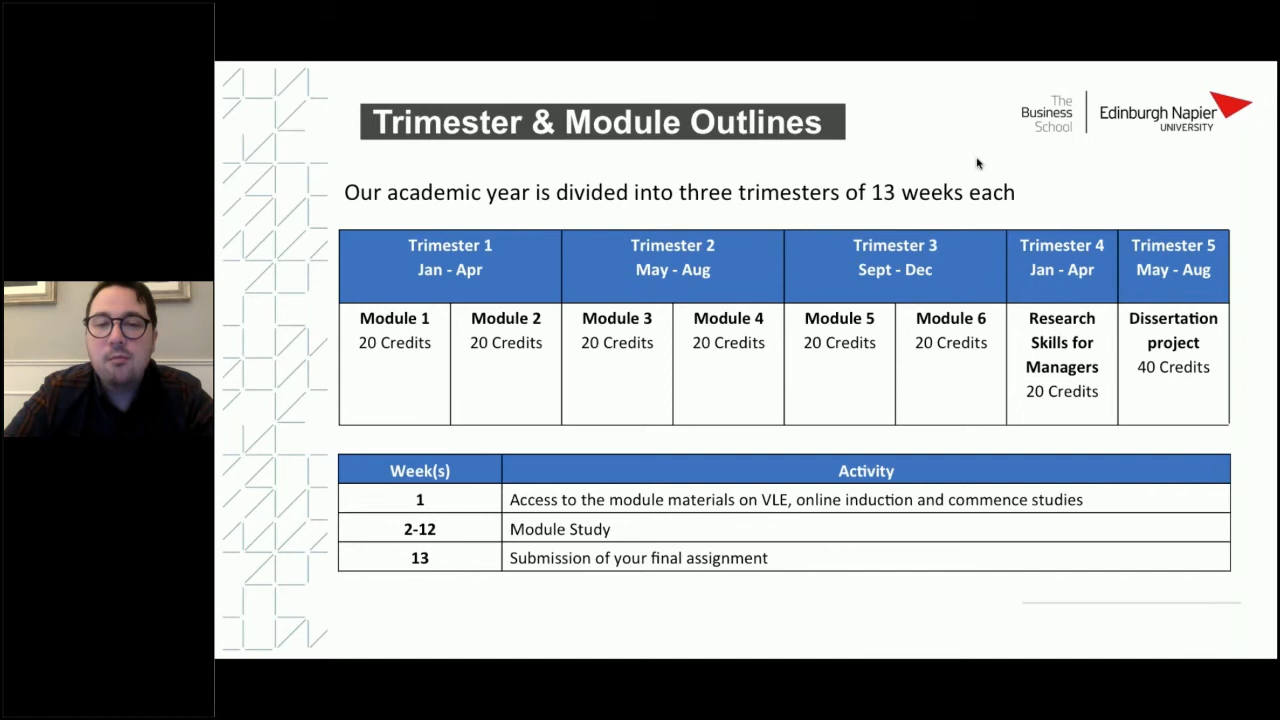 Trimester & Module Outlines
The
Business
School
Edinburgh Napier
UNIVERSITY
Our academic year is divided into three trimesters of 13 weeks each
Trimester 1
Jan - Apr
Trimester 2
May - Aug
Trimester 3
Sept - Dec
Trimester 4
Jan - Apr
Trimester 5
May - Aug
Module 1
20 Credits
Module 2
20 Credits
Module 3
20 Credits
Module 4
20 Credits
Module 5
20 Credits
Module 6
20 Credits
Research
Skills for
Managers
20 Credits
Dissertation
project
40 Credits
Week(s) Activity
1 Access to the module materials on VLE, online induction and commence studies
2-12 Module Study
13 Submission of your final assignment